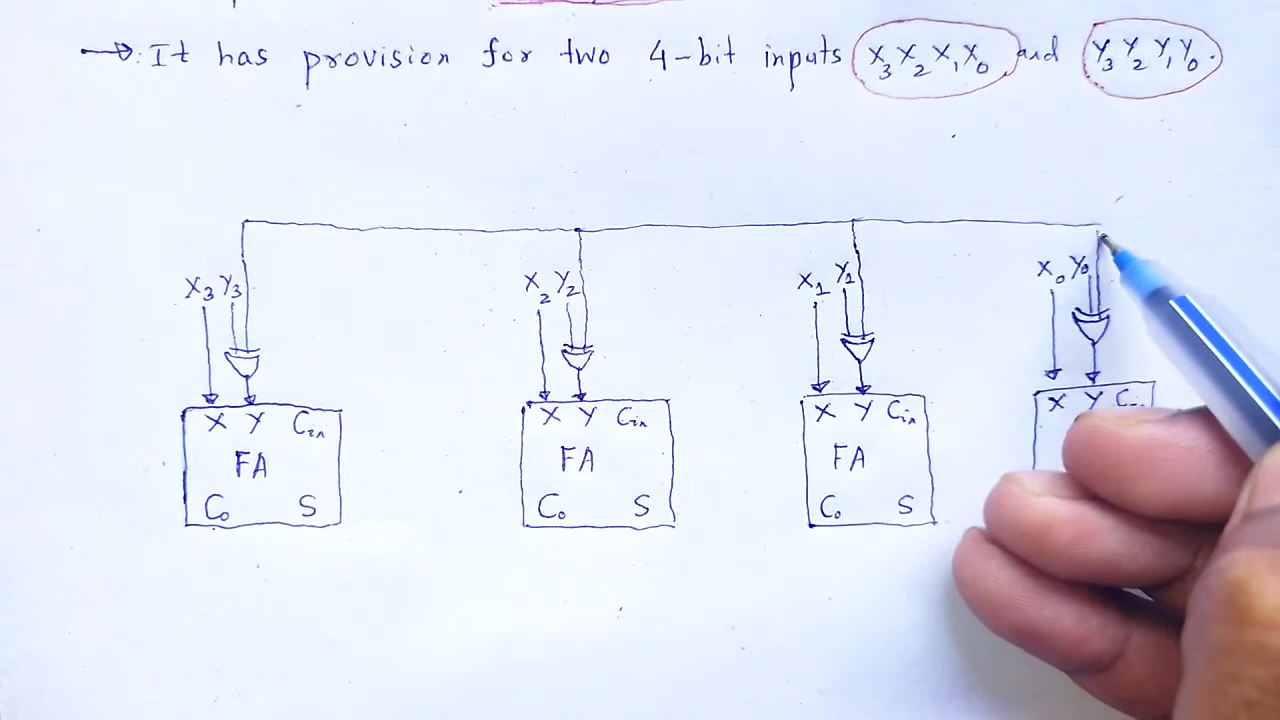 → It has provision for two 4-bit inputs X₃X₂X₁X₀ and Y₃Y₂Y₁Y₀.
X₃ Y₃ X₂ Y₂ X₁ Y₁ X₀ Y₀
X Y Cᵢₙ X Y Cᵢₙ X Y Cᵢₙ X Y
FA FA FA
C₀ S C₀ S C₀ S